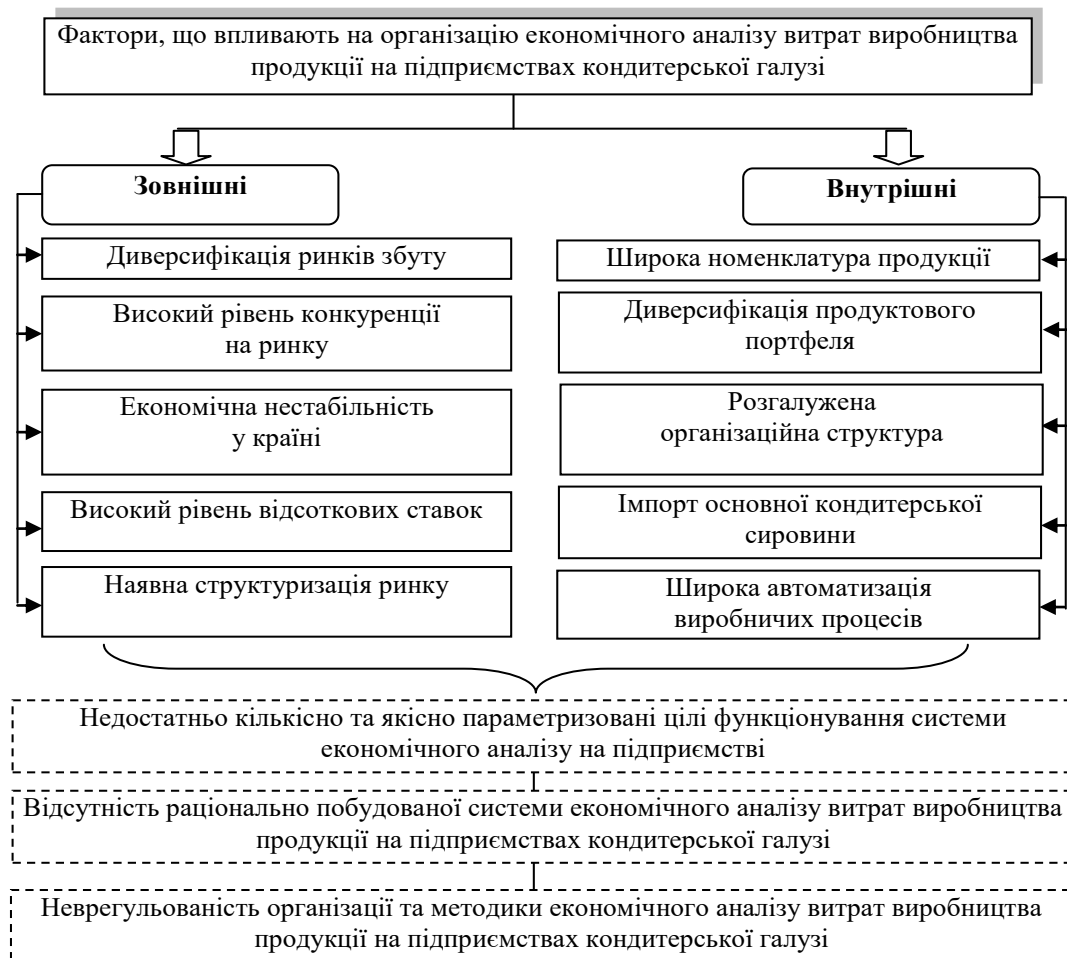 Фактори, що впливають на організацію економічного аналізу витрат виробництва
продукції на підприємствах кондитерської галузі
Зовнішні
Диверсифікація ринків збуту
Високий рівень конкуренції
на ринку
Економічна нестабільність
у країні
Високий рівень відсоткових ставок
Наявна структуризація ринку
Внутрішні
Широка номенклатура продукції
Диверсифікація продуктового
портфеля
Розгалужена
організаційна структура
Імпорт основної кондитерської
сировини
Широка автоматизація
виробничих процесів
Недостатньо кількісно та якісно параметризовані цілі функціонування системи
економічного аналізу на підприємстві
Відсутність раціонально побудованої системи економічного аналізу витрат виробництва
продукції на підприємствах кондитерської галузі
Неврегульованість організації та методики економічного аналізу витрат виробництва
продукції на підприємствах кондитерської галузі